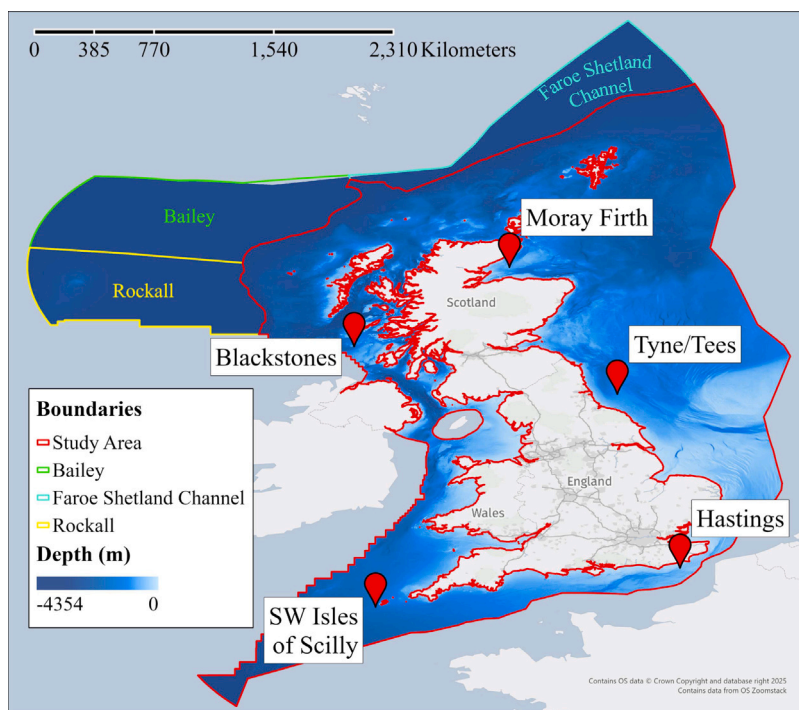 0 385 770 1,540 2,310 Kilometers
Faroe Shetland
Channel
Bailey
Moray Firth
Rockall
Scotland
Blackstones
Tyne/Tees
Boundaries
Study Area
Bailey
Faroe Shetland Channel
Rockall
Depth (m)
-4354 0
England
Wales
Hastings
SW Isles
of Scilly
Contains OS data © Crown Copyright and database right 2025
Contains data from OS Zoomstack